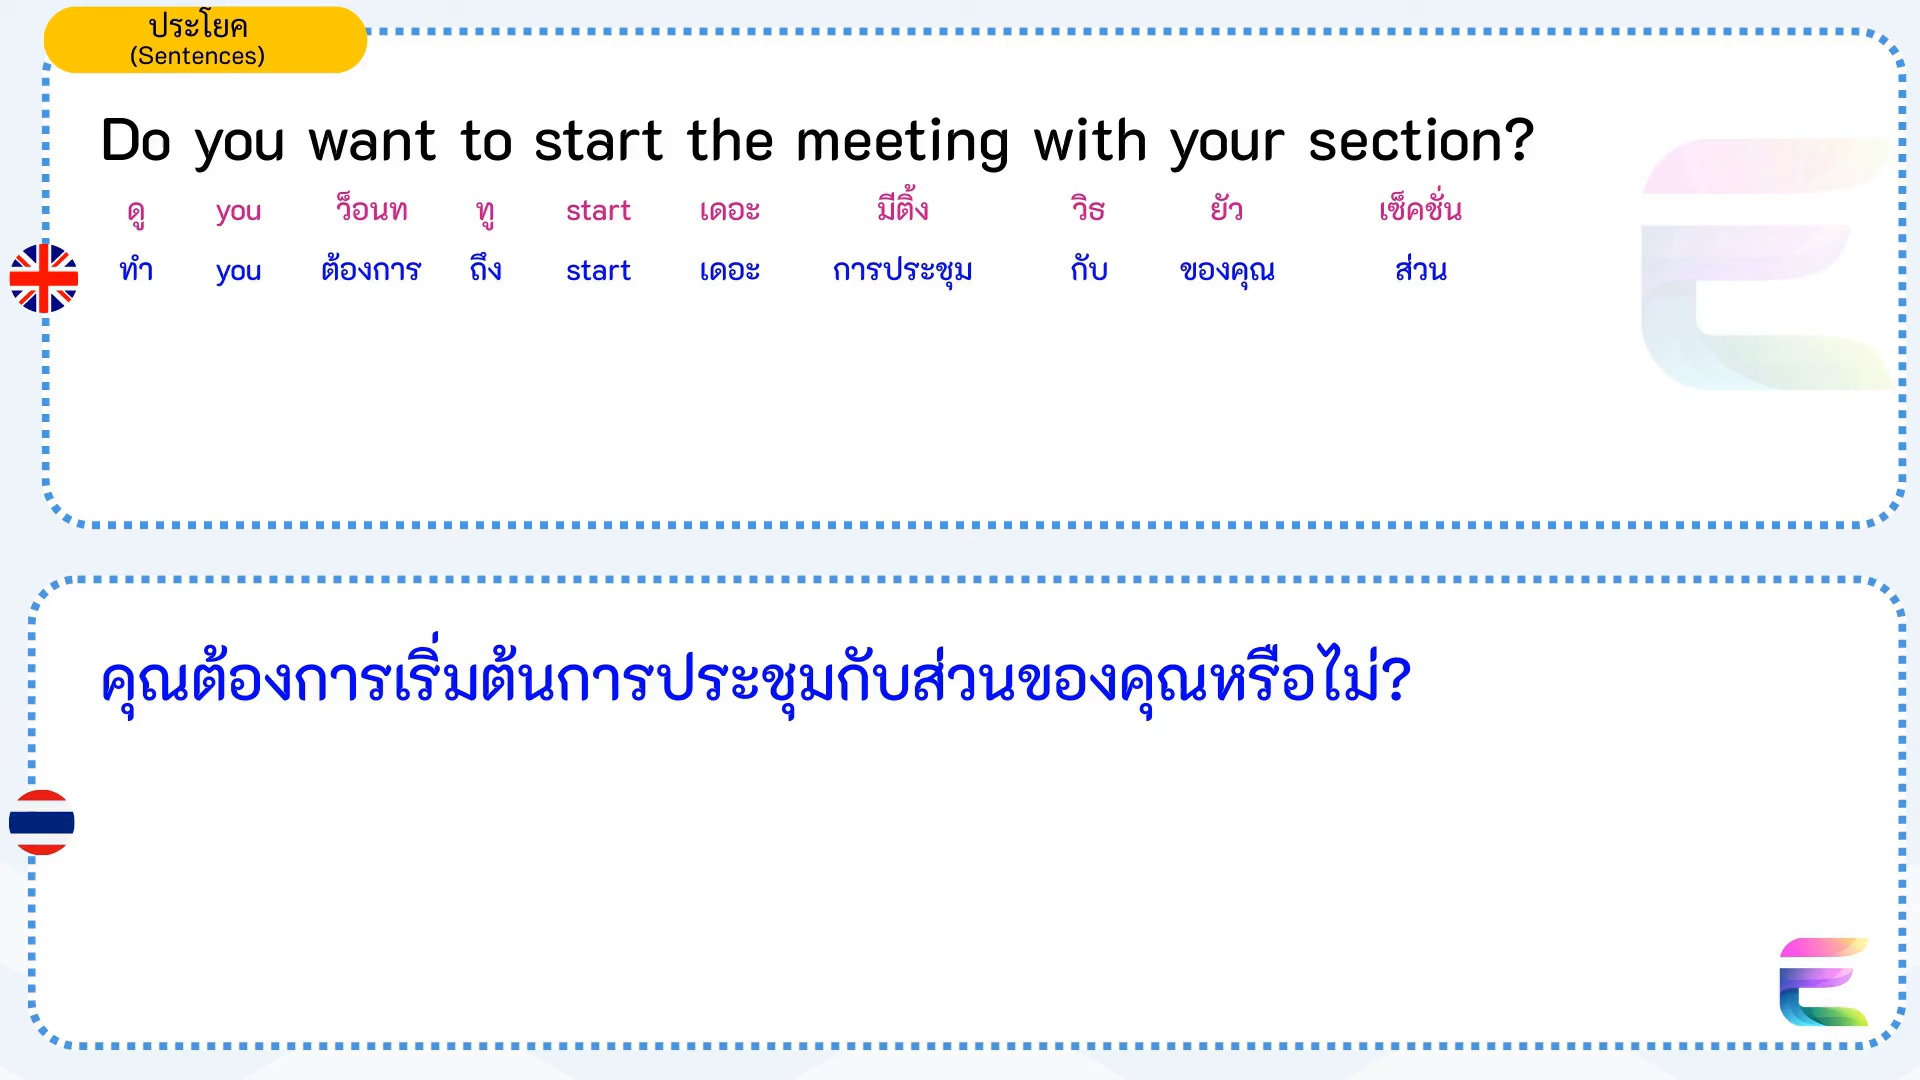 ประโยค
(Sentences)
Do you want to start the meeting with your section?
ดู you ว็อนท ทู start เดอะ มีติ้ง วิธ ยัว เซ็คชั่น
ทำ you ต้องการ ถึง start เดอะ การประชุม กับ ของคุณ ส่วน
คุณต้องการเริ่มต้นการประชุมกับส่วนของคุณหรือไม่?